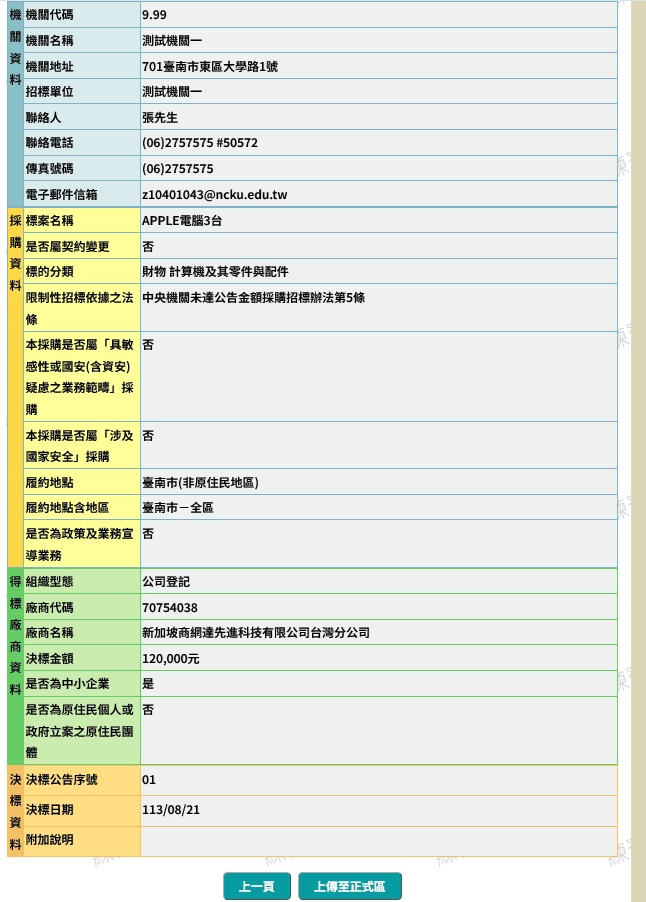 機關資料
機關代碼 9.99
機關名稱 測試機關一
機關地址 701臺南市東區大學路1號
招標單位 測試機關一
聯絡人 張先生
聯絡電話 (06)2757575 #50572
傳真號碼 (06)2757575
電子郵件信箱 z10401043@ncku.edu.tw
採購資料
標案名稱 APPLE電腦3台
是否屬契約變更 否
標的分類 財物 計算機及其零件與配件
限制性招標依據之法 中央機關未達公告金額採購招標辦法第5條
條
本採購是否屬「具敏 否
感性或國安(含資安)
疑慮之業務範疇」採
購
本採購是否屬「涉及 否
國家安全」採購
履約地點 臺南市(非原住民地區)
履約地點含地區 臺南市－全區
是否為政策及業務宣 否
導業務
得標廠商資料
組織型態 公司登記
廠商代碼 70754038
廠商名稱 新加坡商網達先進科技有限公司台灣分公司
決標金額 120,000元
是否為中小企業 是
是否為原住民個人或 否
政府立案之原住民團
體
決標資料
決標公告序號 01
決標日期 113/08/21
附加說明
上一頁 上傳至正式區